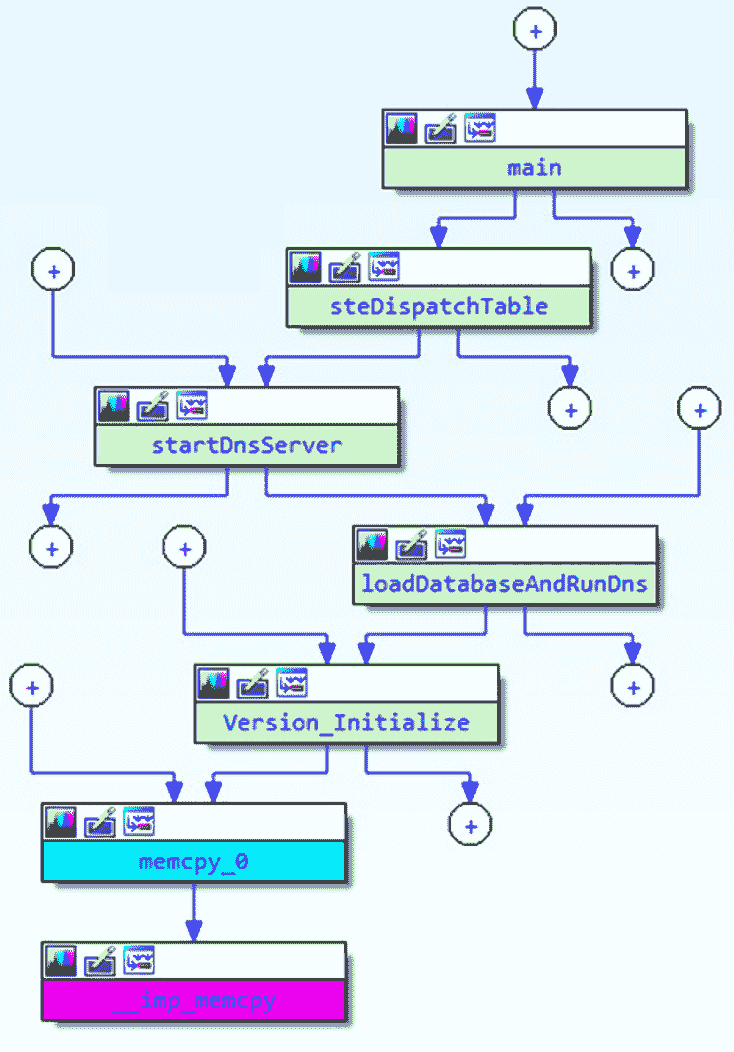 +
main
+
+
steDispatchTable
+
+
startDnsServer
+
+
loadDatabaseAndRunDns
+
+
Version_Initialize
+
memcpy_0
__imp_memcpy